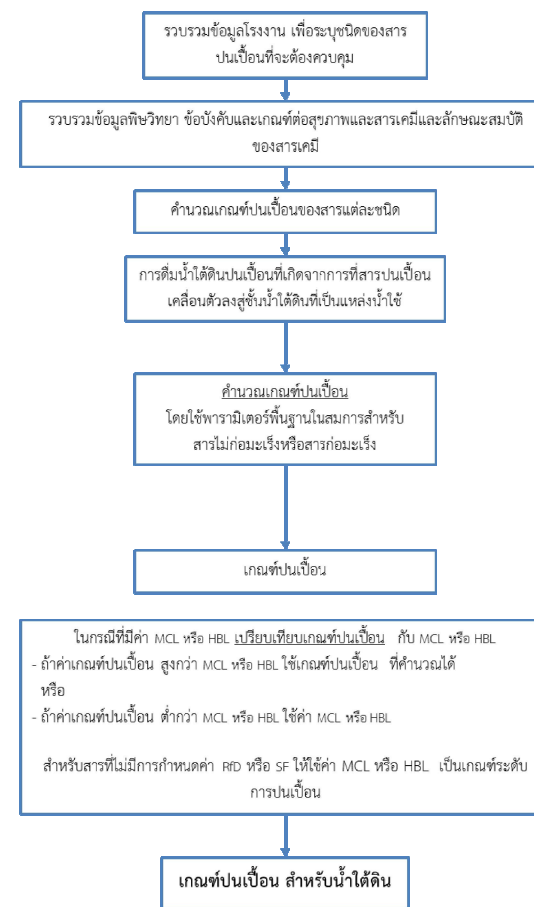 รวบรวมข้อมูลโรงงาน เพื่อระบุชนิดของสาร
ปนเปื้อนที่จะต้องควบคุม
รวบรวมข้อมูลพิษวิทยา ข้อบังคับและเกณฑ์ต่อสุขภาพและสารเคมีและลักษณะสมบัติ
ของสารเคมี
คำนวณเกณฑ์ปนเปื้อนของสารแต่ละชนิด
การดื่มน้ำใต้ดินปนเปื้อนที่เกิดจากการที่สารปนเปื้อน
เคลื่อนตัวลงสู่ชั้นน้ำใต้ดินที่เป็นแหล่งน้ำใช้
คำนวณเกณฑ์ปนเปื้อน
โดยใช้พารามิเตอร์พื้นฐานในสมการสำหรับ
สารไม่ก่อมะเร็งหรือสารก่อมะเร็ง
เกณฑ์ปนเปื้อน
ในกรณีที่มีค่า MCL หรือ HBL เปรียบเทียบเกณฑ์ปนเปื้อน กับ MCL หรือ HBL
- ถ้าค่าเกณฑ์ปนเปื้อน สูงกว่า MCL หรือ HBL ใช้เกณฑ์ปนเปื้อน ที่คำนวณได้
หรือ
- ถ้าค่าเกณฑ์ปนเปื้อน ต่ำกว่า MCL หรือ HBL ใช้ค่า MCL หรือ HBL
สำหรับสารที่ไม่มีการกำหนดค่า RfD หรือ SF ให้ใช้ค่า MCL หรือ HBL เป็นเกณฑ์ระดับ
การปนเปื้อน
เกณฑ์ปนเปื้อน สำหรับน้ำใต้ดิน